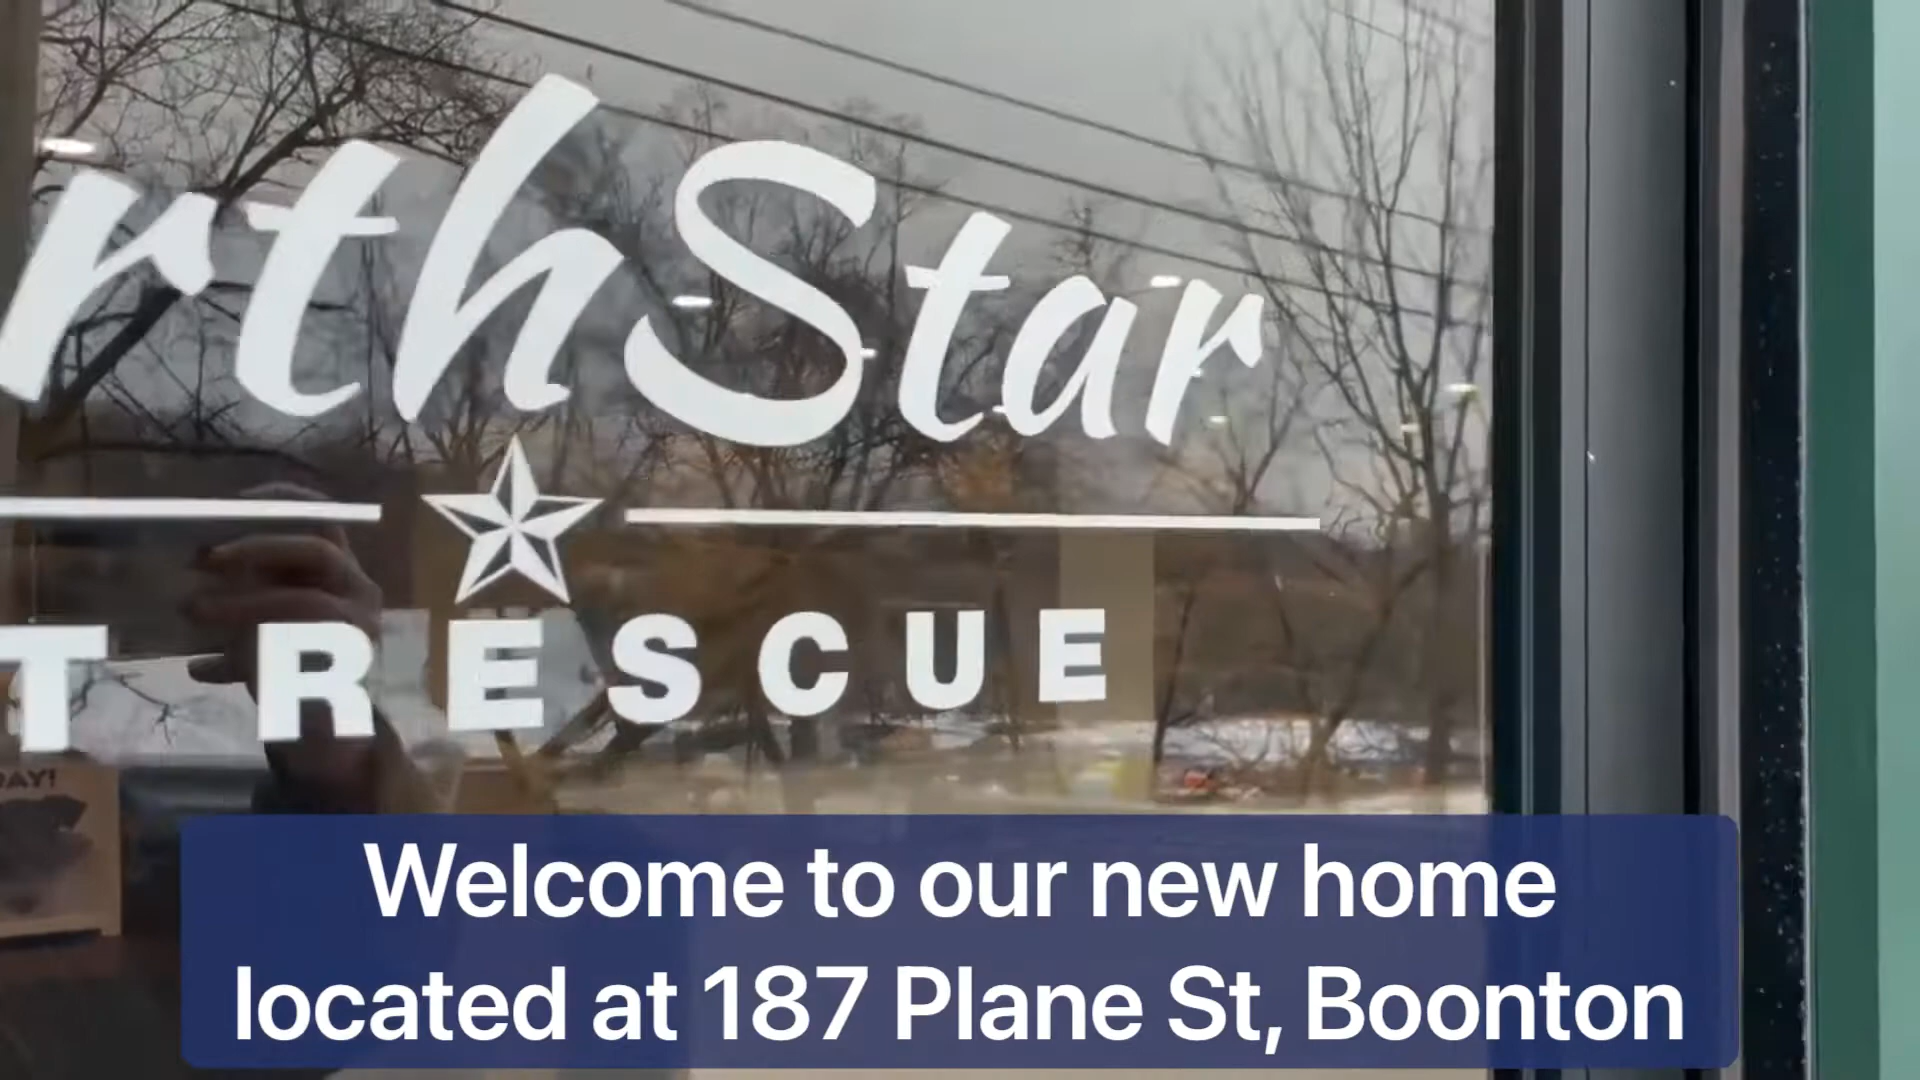 rthStar
T RESCUE
Welcome to our new home
located at 187 Plane St, Boonton